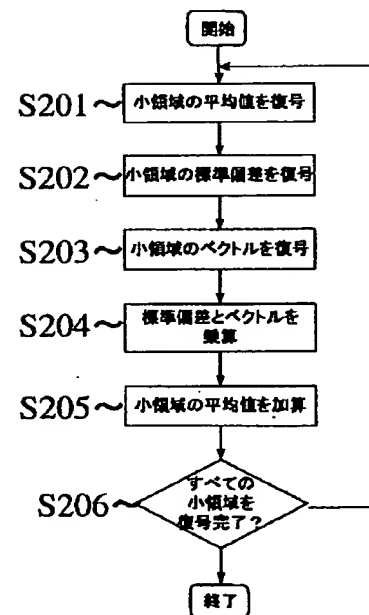 開始
S201～ 小領域の平均値を復号
S202～ 小領域の標準偏差を復号
S203～ 小領域のベクトルを復号
S204～ 標準偏差とベクトルを
乗算
S205～ 小領域の平均値を加算
S206～ すべての
小領域を
復号完了？
終了